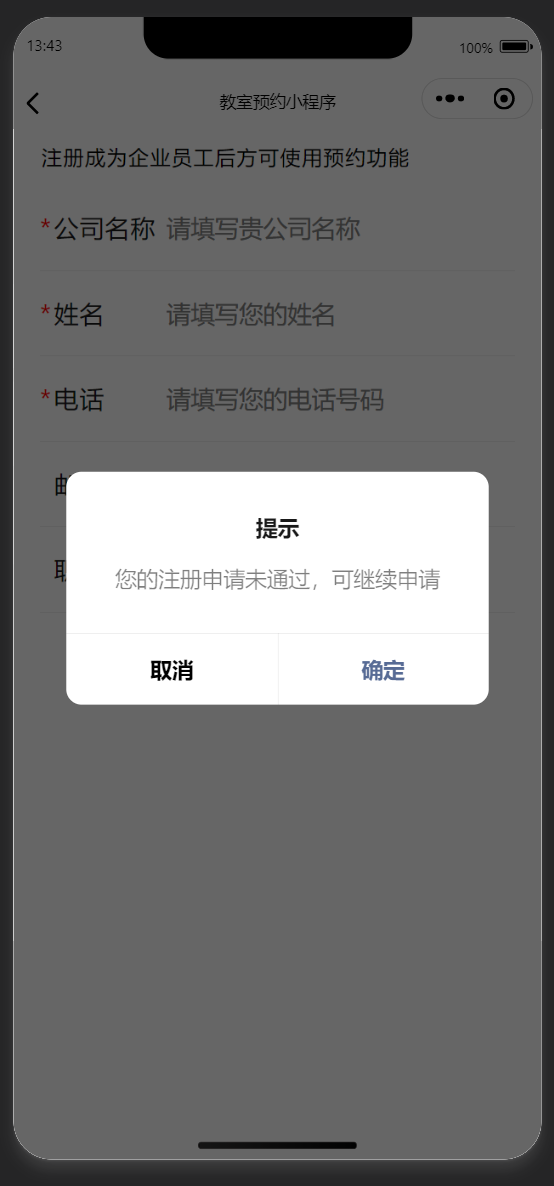 13:43
100%
教室预约小程序
注册成为企业员工后方可使用预约功能
*公司名称 请填写贵公司名称
*姓名 请填写您的姓名
*电话 请填写您的电话号码
提示
您的注册申请未通过，可继续申请
取消 确定